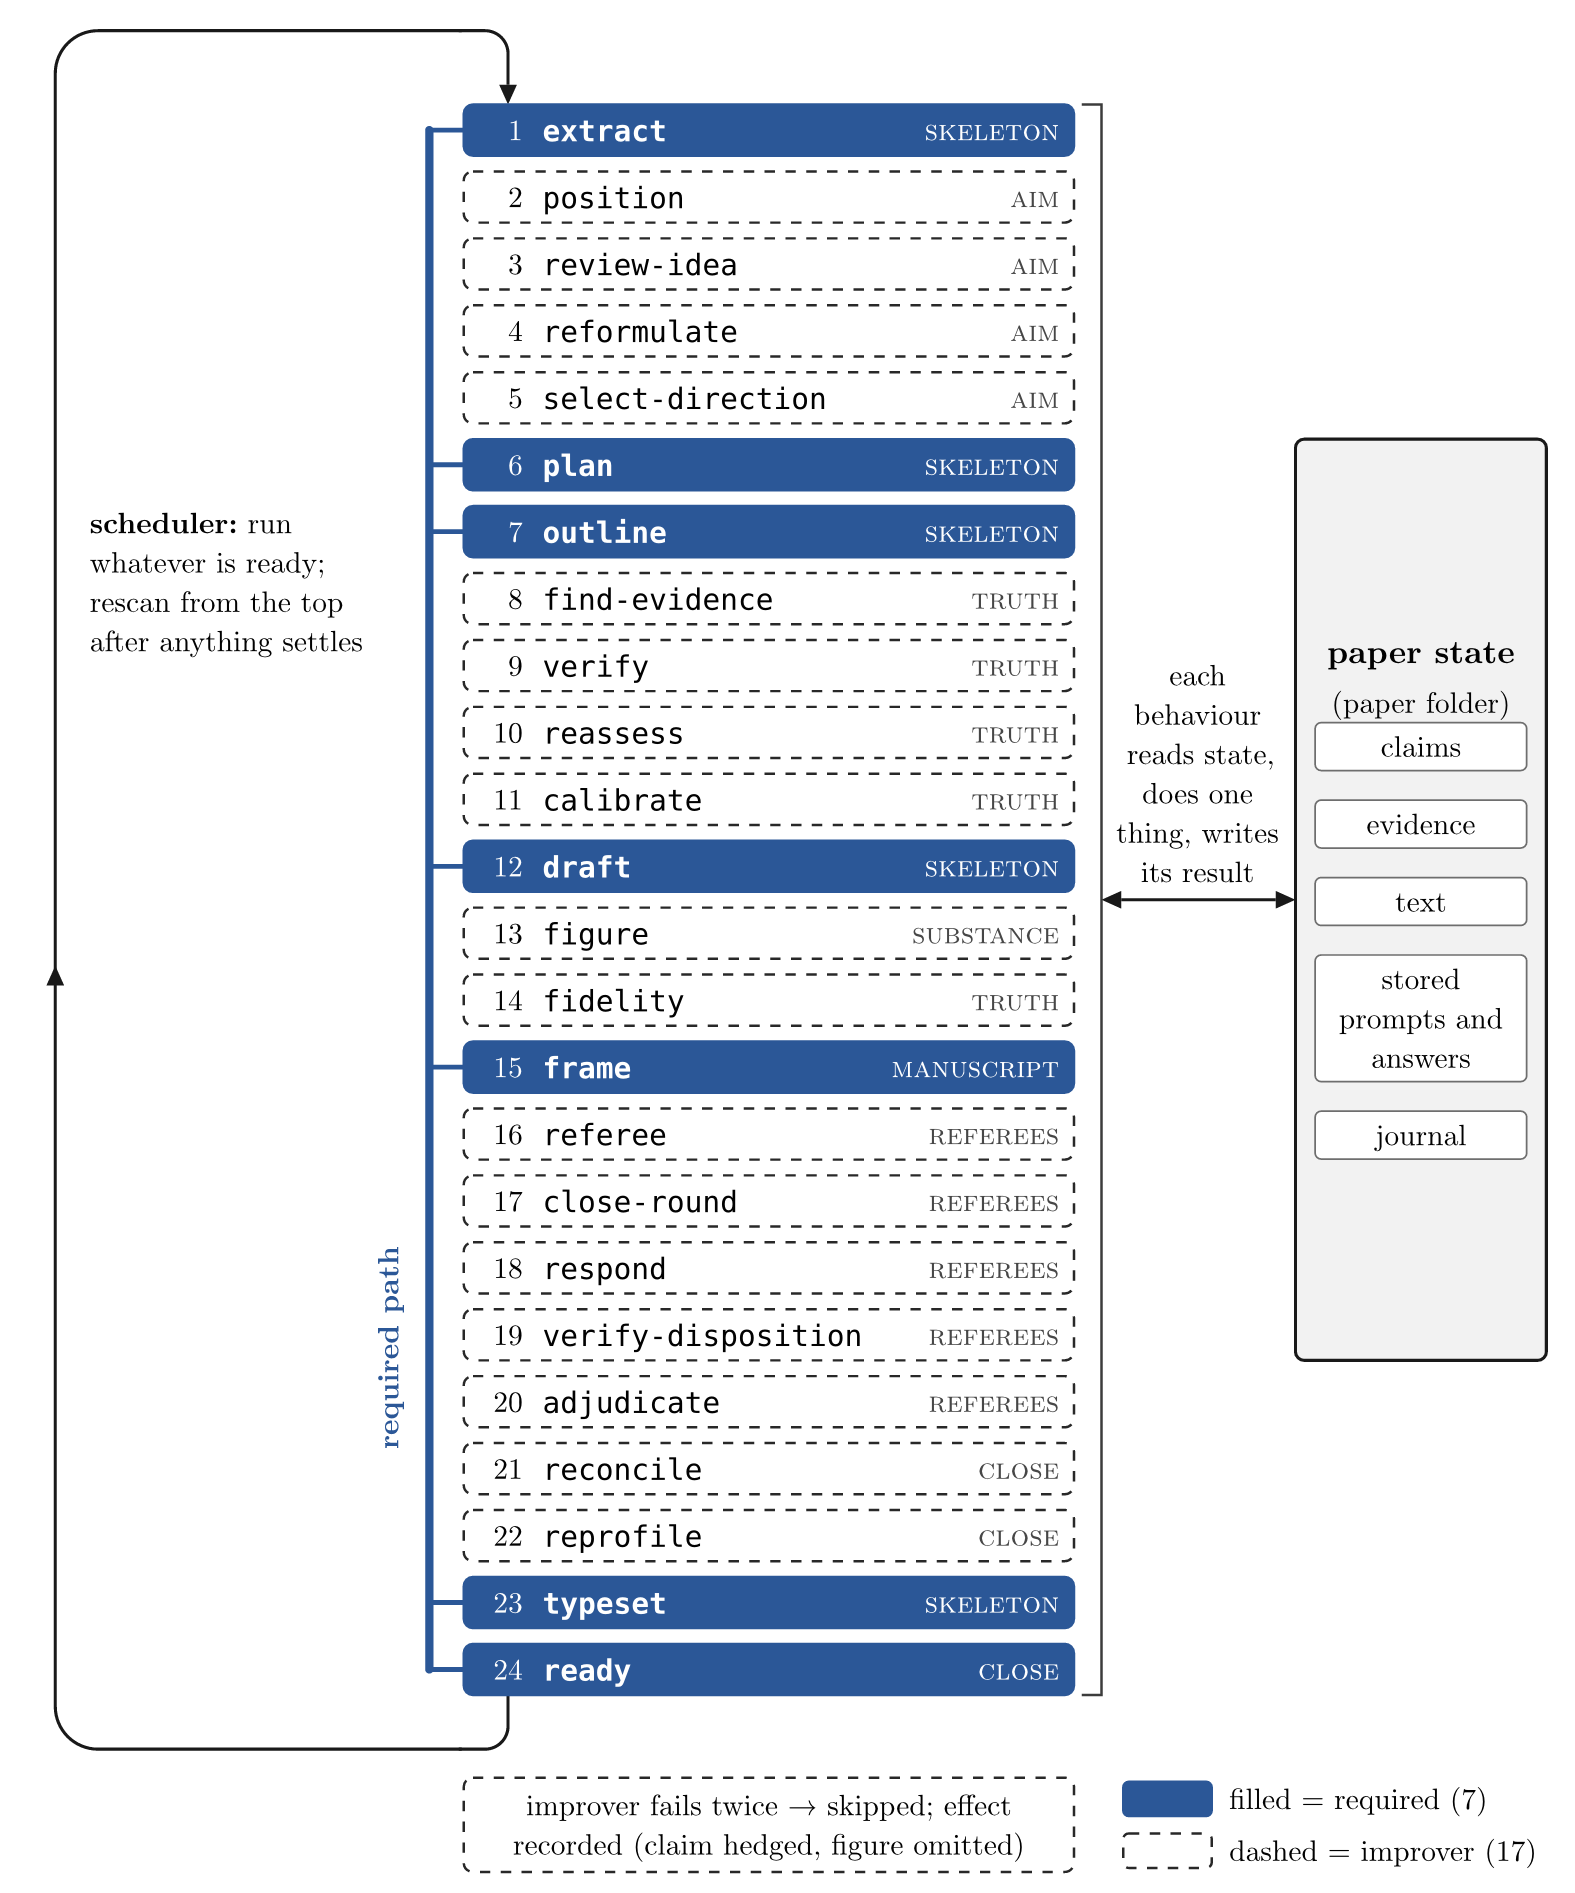 1 extract SKELETON
2 position AIM
3 review-idea AIM
4 reformulate AIM
5 select-direction AIM
6 plan SKELETON
7 outline SKELETON
8 find-evidence TRUTH
9 verify TRUTH
10 reassess TRUTH
11 calibrate TRUTH
12 draft SKELETON
13 figure SUBSTANCE
14 fidelity TRUTH
15 frame MANUSCRIPT
16 referee REFEREES
17 close-round REFEREES
18 respond REFEREES
19 verify-disposition REFEREES
20 adjudicate REFEREES
21 reconcile CLOSE
22 reprofile CLOSE
23 typeset SKELETON
24 ready CLOSE
scheduler: run
whatever is ready;
rescan from the top
after anything settles
required path
each
behaviour
reads state,
does one
thing, writes
its result
paper state
(paper folder)
claims
evidence
text
stored
prompts and
answers
journal
improver fails twice → skipped; effect
recorded (claim hedged, figure omitted)
filled = required (7)
dashed = improver (17)